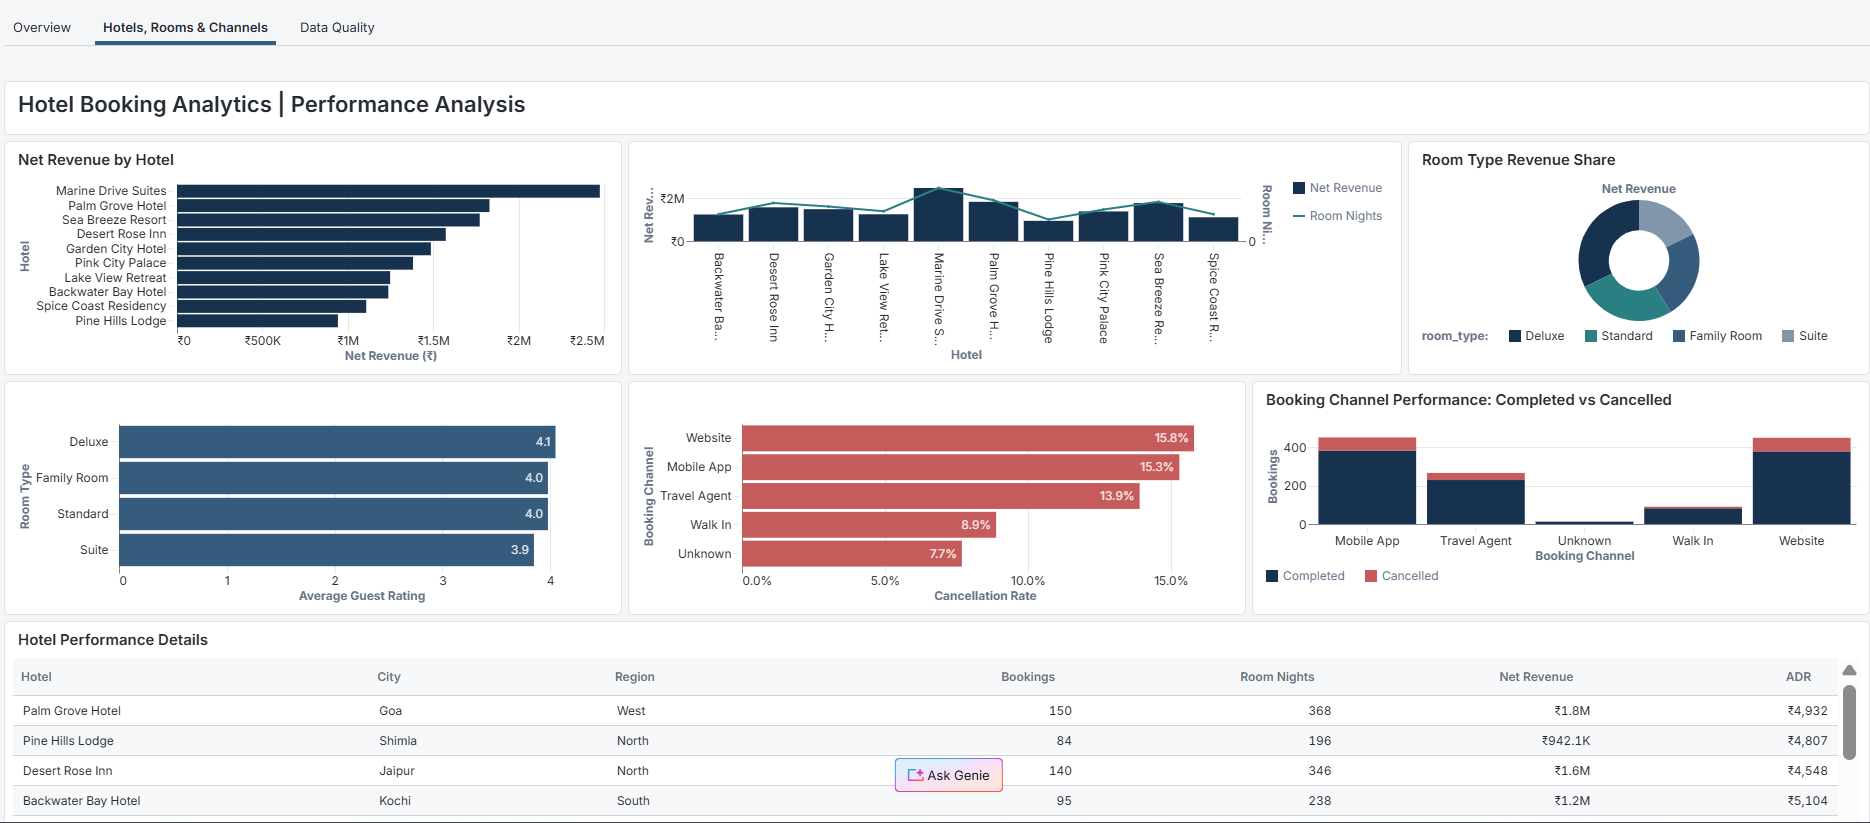 Overview Hotels, Rooms & Channels Data Quality
Hotel Booking Analytics | Performance Analysis
Net Revenue by Hotel
Hotel
Marine Drive Suites
Palm Grove Hotel
Sea Breeze Resort
Desert Rose Inn
Garden City Hotel
Pink City Palace
Lake View Retreat
Backwater Bay Hotel
Spice Coast Residency
Pine Hills Lodge
₹0 ₹500K ₹1M ₹1.5M ₹2M ₹2.5M
Net Revenue (₹)
Net Rev...
₹2M
₹0
Room Ni...
0
Net Revenue
Room Nights
Backwater Ba...
Desert Rose Inn
Garden City H...
Lake View Ret...
Marine Drive S...
Palm Grove H...
Pine Hills Lodge
Pink City Palace
Sea Breeze Re...
Spice Coast R...
Hotel
Room Type Revenue Share
Net Revenue
room_type: Deluxe Standard Family Room Suite
Room Type
Deluxe 4.1
Family Room 4.0
Standard 4.0
Suite 3.9
0 1 2 3 4
Average Guest Rating
Booking Channel
Website 15.8%
Mobile App 15.3%
Travel Agent 13.9%
Walk In 8.9%
Unknown 7.7%
0.0% 5.0% 10.0% 15.0%
Cancellation Rate
Booking Channel Performance: Completed vs Cancelled
Bookings
400
200
0
Mobile App Travel Agent Unknown Walk In Website
Booking Channel
Completed Cancelled
Hotel Performance Details
Hotel City Region Bookings Room Nights Net Revenue ADR
Palm Grove Hotel Goa West 150 368 ₹1.8M ₹4,932
Pine Hills Lodge Shimla North 84 196 ₹942.1K ₹4,807
Desert Rose Inn Jaipur North 140 346 ₹1.6M ₹4,548
Ask Genie
Backwater Bay Hotel Kochi South 95 238 ₹1.2M ₹5,104